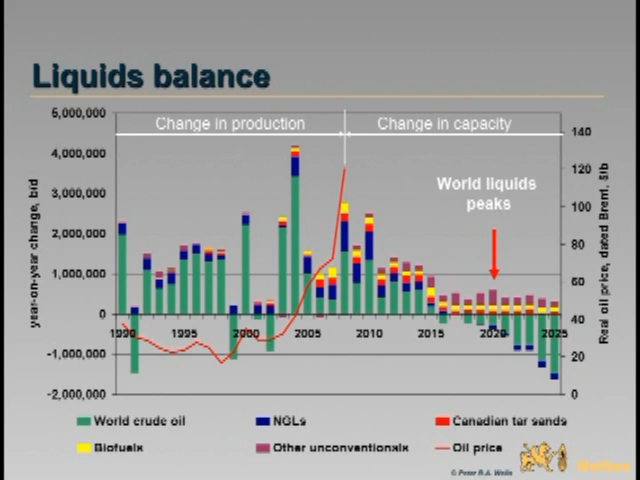 Liquids balance
5,000,000
4,000,000
3,000,000
2,000,000
1,000,000
0
-1,000,000
-2,000,000
year-on-year change, bid
Change in production
Change in capacity
World liquids
peaks
140
120
100
80
60
40
20
0
Real oil price, dated Brent, $/b
1990 1995 2000 2005 2010 2015 2020 2025
World crude oil NGLs Canadian tar sands
Biofuels Other unconventionals Oil price
© Peter R.A. Wells